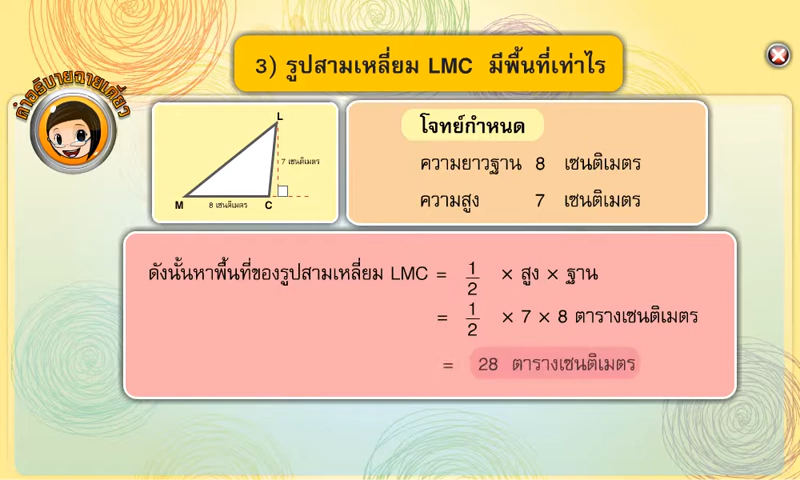 3) รูปสามเหลี่ยม LMC มีพื้นที่เท่าไร
คำอธิบายฉายเดี่ยว
L
7 เซนติเมตร
M
8 เซนติเมตร
C
โจทย์กำหนด
ความยาวฐาน 8 เซนติเมตร
ความสูง 7 เซนติเมตร
ดังนั้นหาพื้นที่ของรูปสามเหลี่ยม LMC = 1/2 × สูง × ฐาน
= 1/2 × 7 × 8 ตารางเซนติเมตร
= 28 ตารางเซนติเมตร